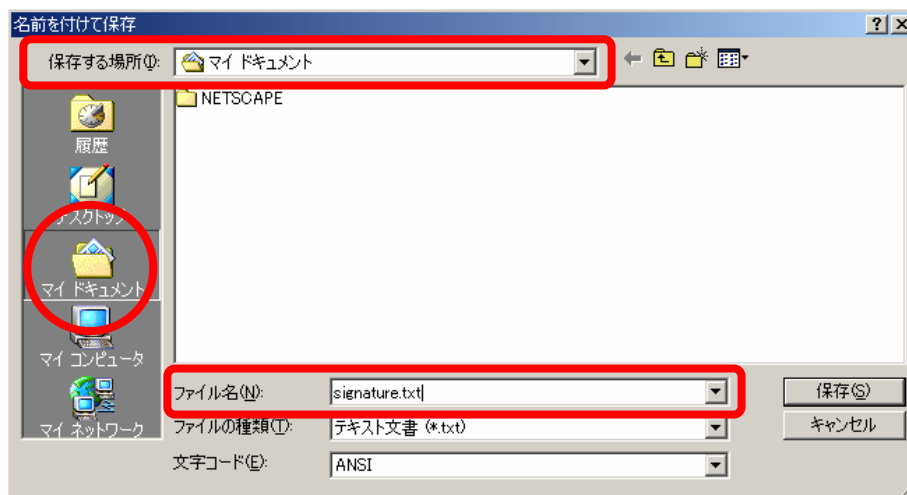 名前を付けて保存
保存する場所(I):
マイ ドキュメント
NETSCAPE
履歴
デスクトップ
マイ ドキュメント
マイ コンピュータ
マイ ネットワーク
ファイル名(N):
signature.txt
保存(S)
ファイルの種類(T):
テキスト文書 (*.txt)
キャンセル
文字コード(E):
ANSI